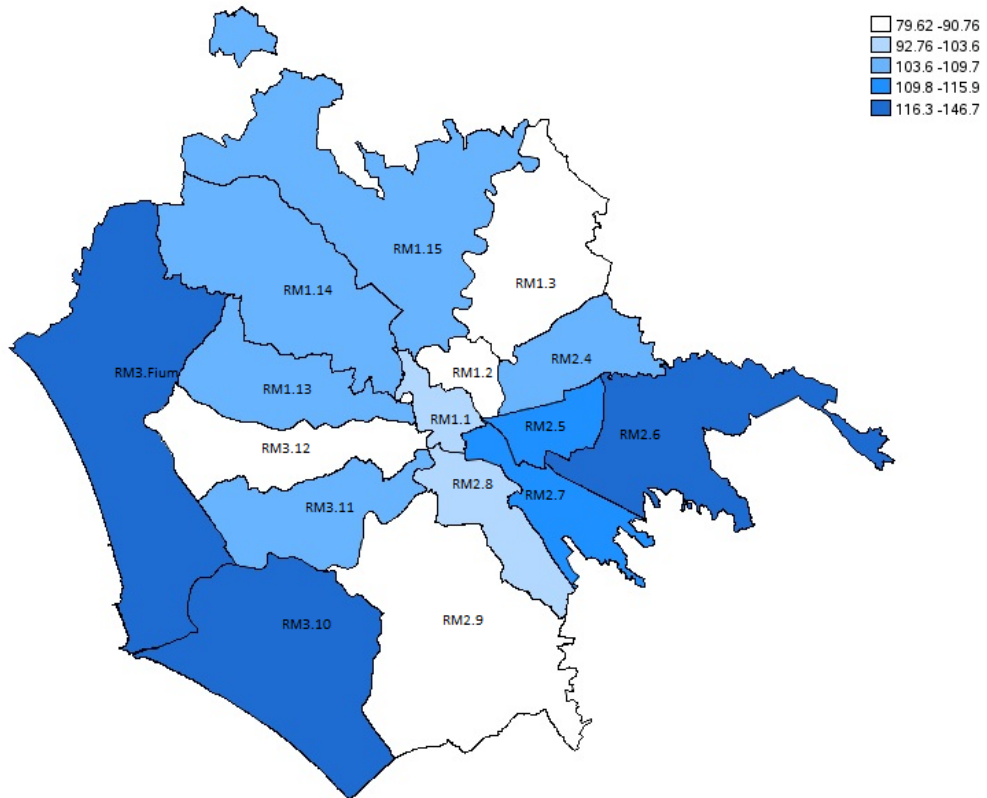 79.62 -90.76
92.76 -103.6
103.6 -109.7
109.8 -115.9
116.3 -146.7
RM1.15
RM1.3
RM1.14
RM2.4
RM3.Fium
RM1.2
RM1.13
RM1.1
RM2.5
RM2.6
RM3.12
RM2.8
RM2.7
RM3.11
RM2.9
RM3.10